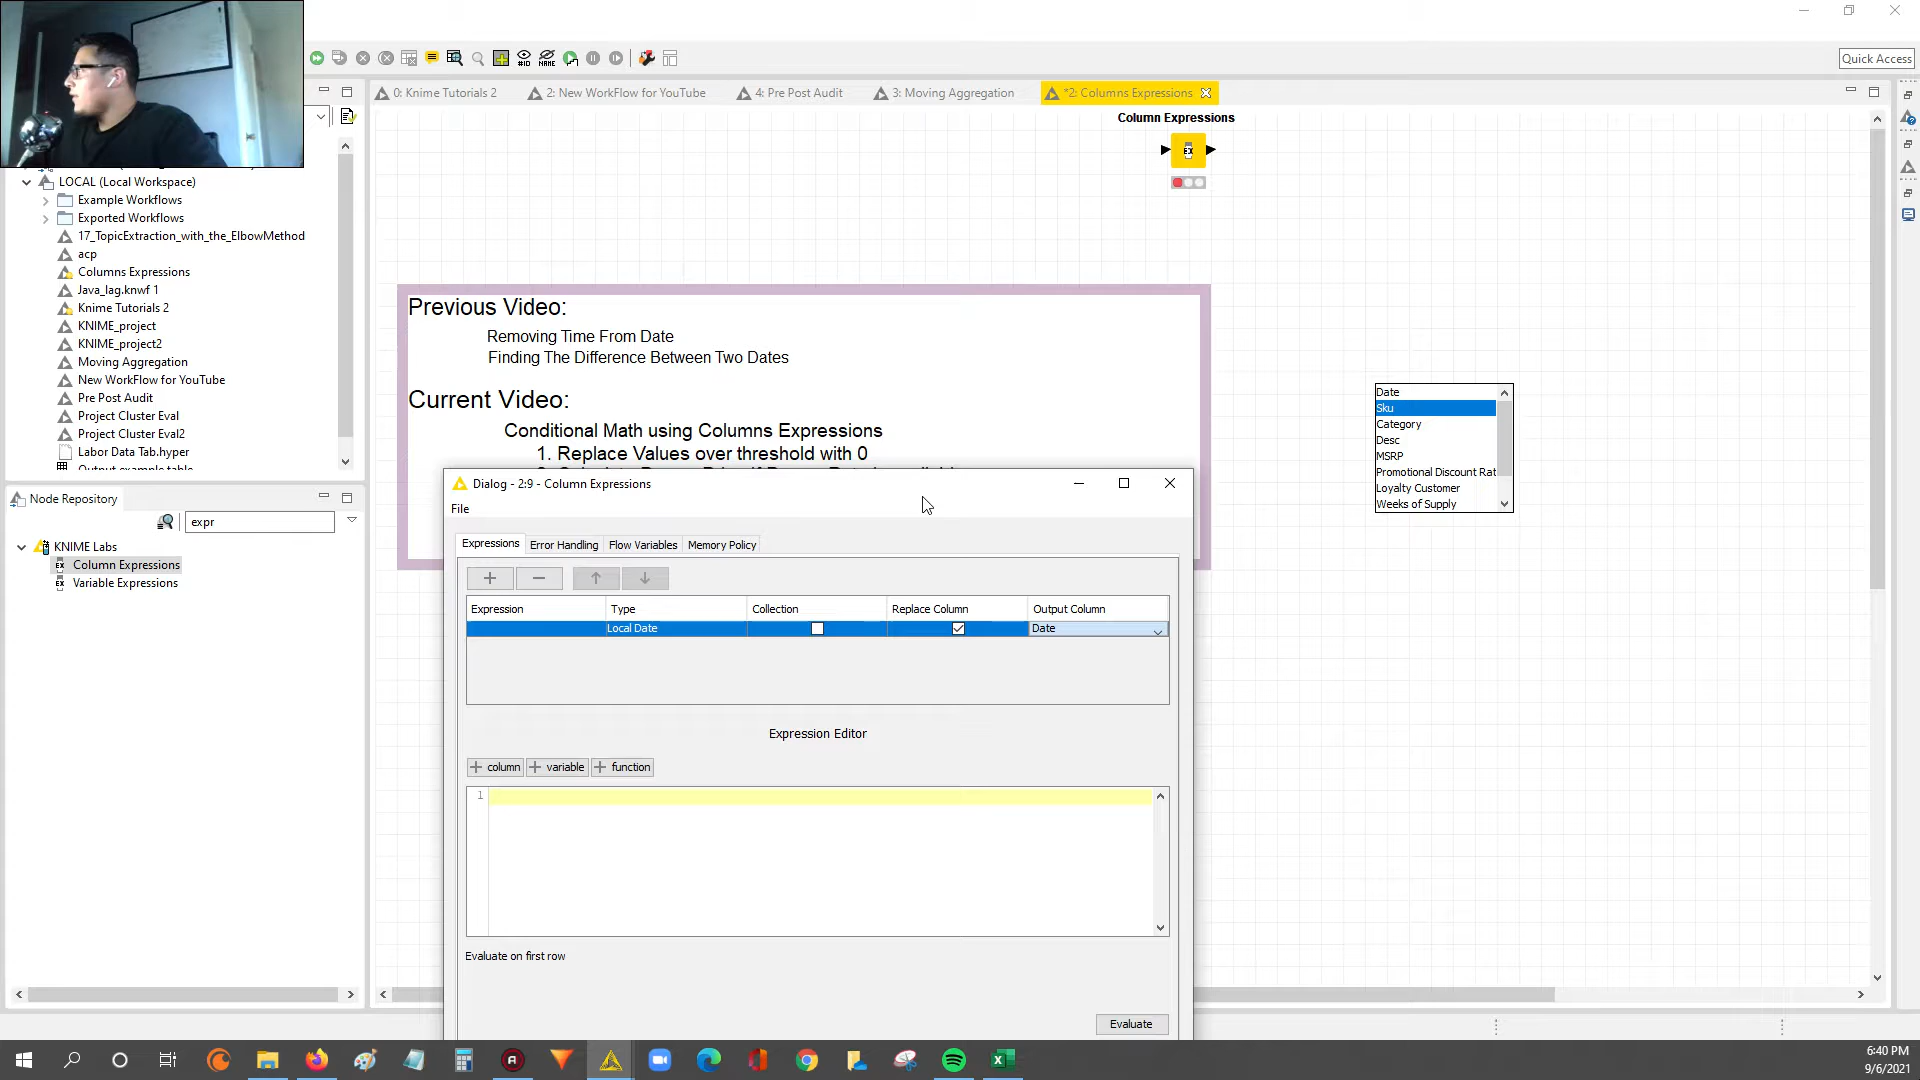 Quick Access
0: Knime Tutorials 2
2: New WorkFlow for YouTube
4: Pre Post Audit
3: Moving Aggregation
*2: Columns Expressions
Column Expressions
LOCAL (Local Workspace)
Example Workflows
Exported Workflows
17_TopicExtraction_with_the_ElbowMethod
acp
Columns Expressions
Java_lag.knwf 1
Knime Tutorials 2
KNIME_project
KNIME_project2
Moving Aggregation
New WorkFlow for YouTube
Pre Post Audit
Project Cluster Eval
Project Cluster Eval2
Labor Data Tab.hyper
Output example table
Node Repository
expr
KNIME Labs
Column Expressions
Variable Expressions
Previous Video:
Removing Time From Date
Finding The Difference Between Two Dates
Current Video:
Conditional Math using Columns Expressions
1. Replace Values over threshold with 0
Date
Sku
Category
Desc
MSRP
Promotional Discount Rat
Loyalty Customer
Weeks of Supply
Dialog - 2:9 - Column Expressions
File
Expressions
Error Handling
Flow Variables
Memory Policy
Expression
Type
Collection
Replace Column
Output Column
Local Date
Date
Expression Editor
column
variable
function
1
Evaluate on first row
Evaluate
6:40 PM
9/6/2021